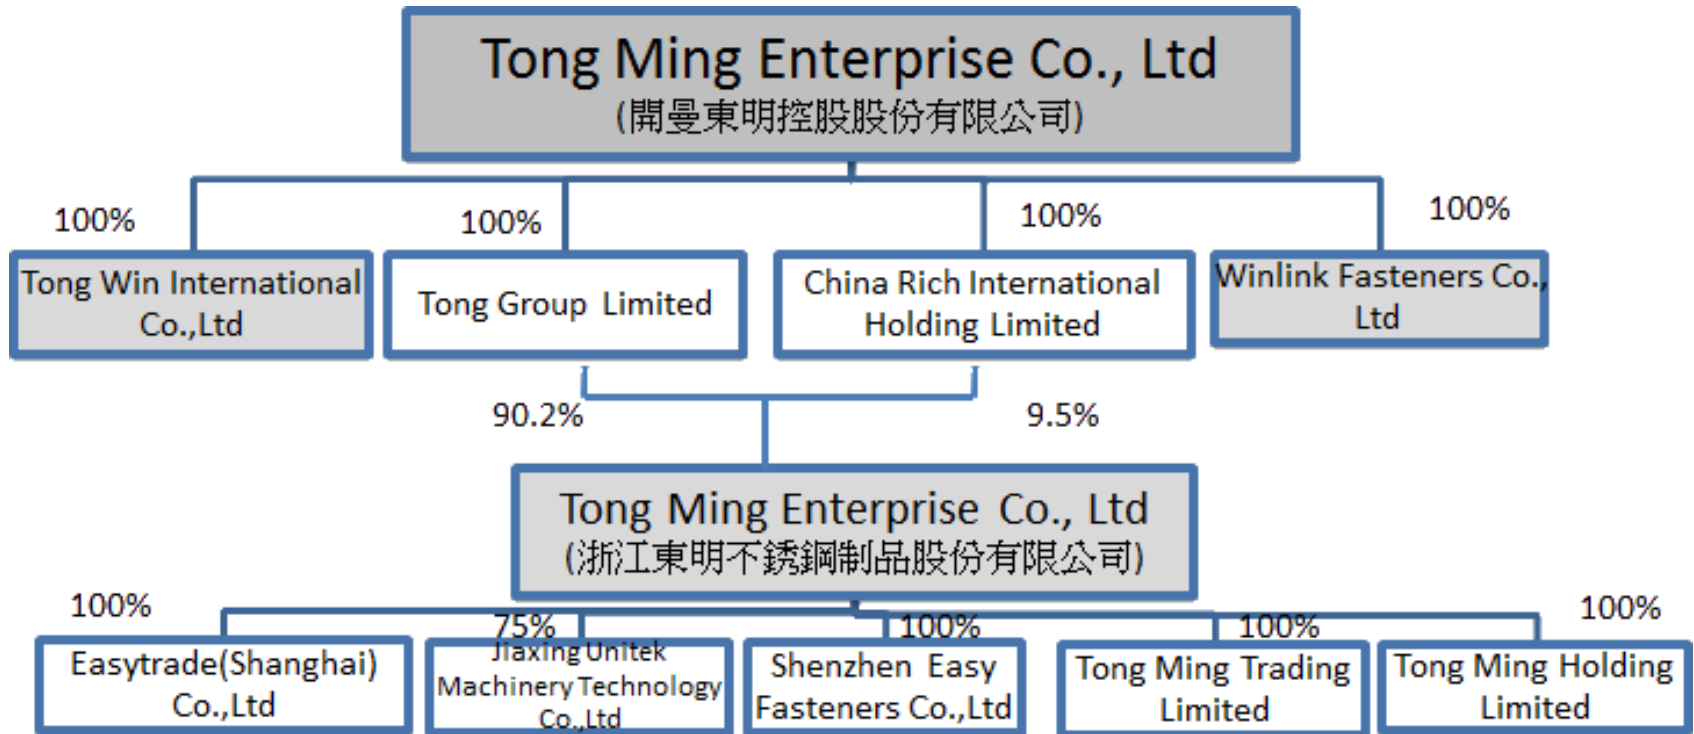 Tong Ming Enterprise Co., Ltd
(開曼東明控股股份有限公司)
100%
100%
100%
100%
Tong Win International
Co.,Ltd
Tong Group Limited
China Rich International
Holding Limited
Winlink Fasteners Co.,
Ltd
90.2%
9.5%
Tong Ming Enterprise Co., Ltd
(浙江東明不銹鋼制品股份有限公司)
100%
75%
100%
100%
100%
Easytrade(Shanghai)
Co.,Ltd
Jiaxing Unitek
Machinery Technology
Co.,Ltd
Shenzhen Easy
Fasteners Co.,Ltd
Tong Ming Trading
Limited
Tong Ming Holding
Limited